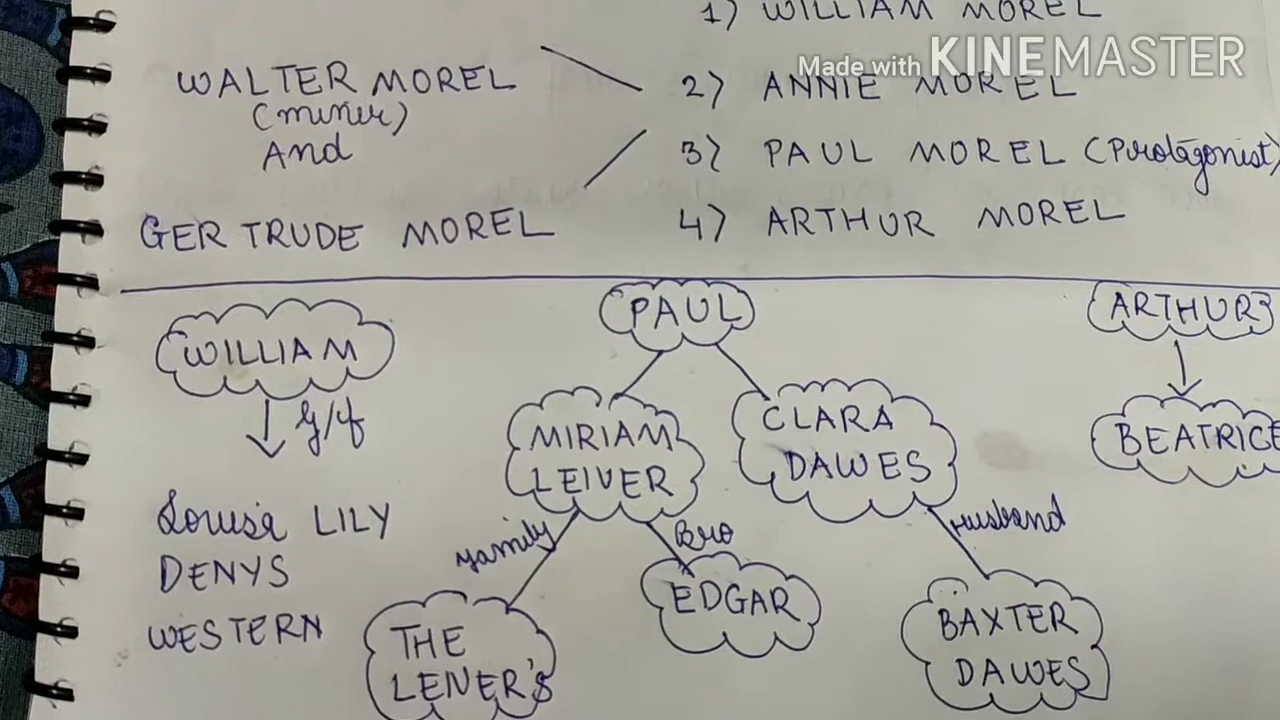 1) WILLIAM MOREL
Made with KINEMASTER
WALTER MOREL
(miner)
And
GERTRUDE MOREL
2) ANNIE MOREL
3) PAUL MOREL (Protagonist)
4) ARTHUR MOREL
WILLIAM
G/f
Louisa LILY
DENYS
WESTERN
PAUL
MIRIAM
LEIVER
CLARA
DAWES
family
Bro
Husband
THE
LEIVER'S
EDGAR
BAXTER
DAWES
ARTHUR
BEATRICE